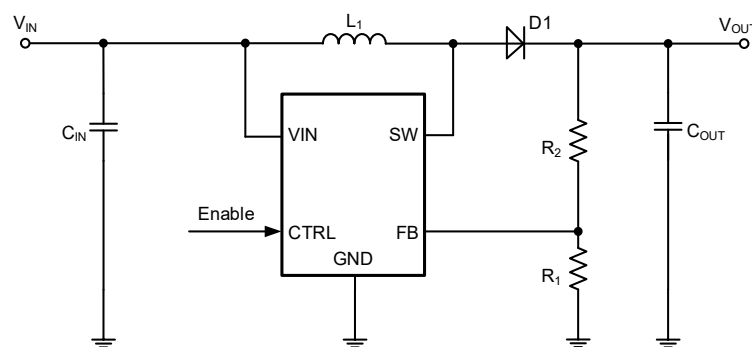 VIN
L1
D1
VOUT
CIN
VIN
SW
R2
COUT
Enable
CTRL
FB
GND
R1